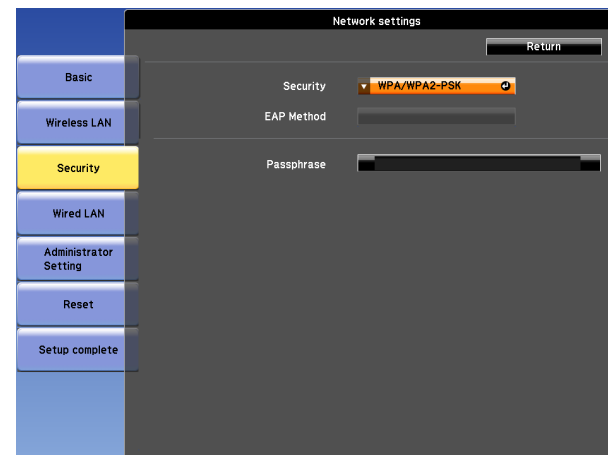 Network settings
Return
Basic
Wireless LAN
Security
Wired LAN
Administrator
Setting
Reset
Setup complete
Security
WPA/WPA2-PSK
EAP Method
Passphrase